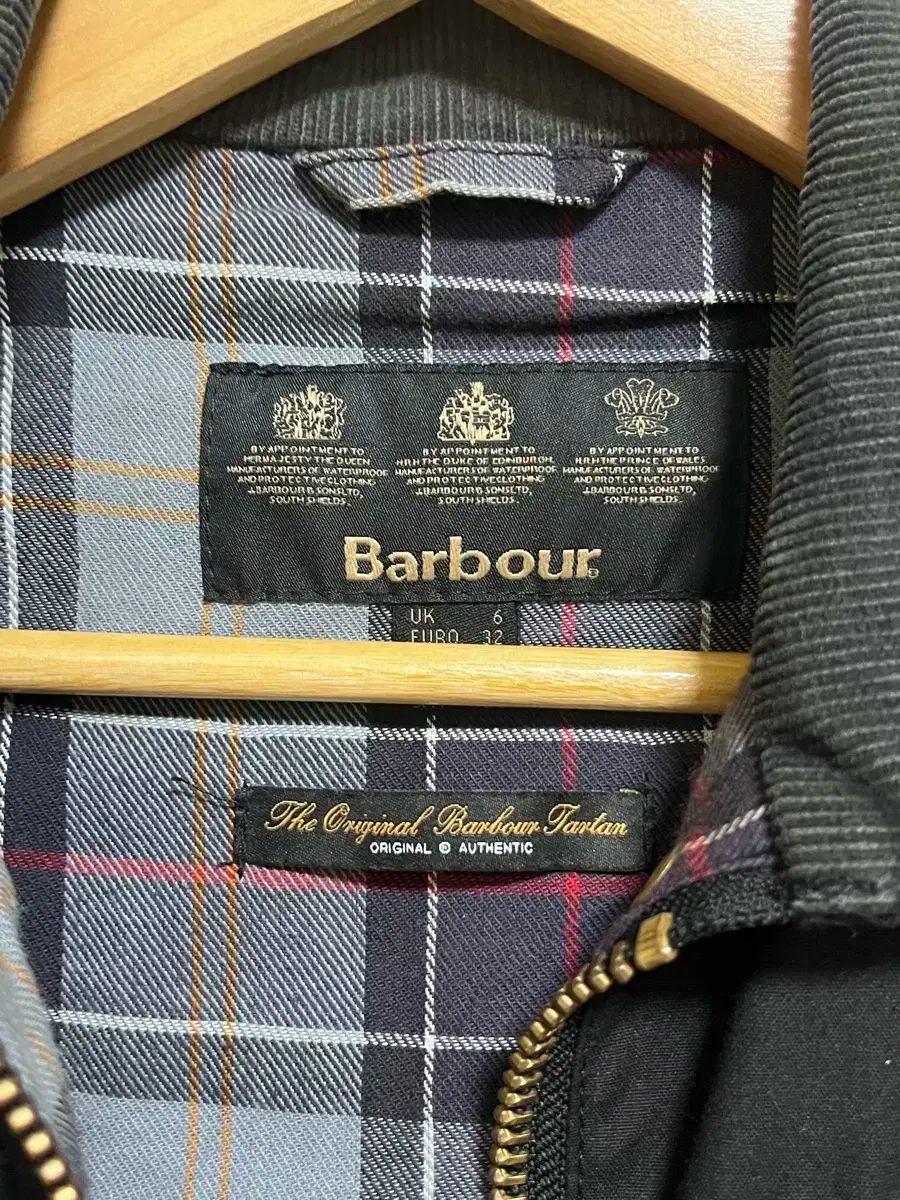 BY APPOINTMENT TO
HER MAJESTY THE QUEEN
MANUFACTURERS OF WATERPROOF
AND PROTECTIVE CLOTHING
J.BARBOUR & SONS LTD,
SOUTH SHIELDS.
BY APPOINTMENT TO
H.R.H THE DUKE OF EDINBURGH
MANUFACTURERS OF WATERPROOF
AND PROTECTIVE CLOTHING
J.BARBOUR & SONS LTD,
SOUTH SHIELDS.
BY APPOINTMENT TO
H.R.H THE PRINCE OF WALES
MANUFACTURERS OF WATERPROOF
AND PROTECTIVE CLOTHING
J.BARBOUR & SONS LTD,
SOUTH SHIELDS.
Barbour®
UK 6
EURO 32
The Original Barbour Tartan
ORIGINAL ® AUTHENTIC